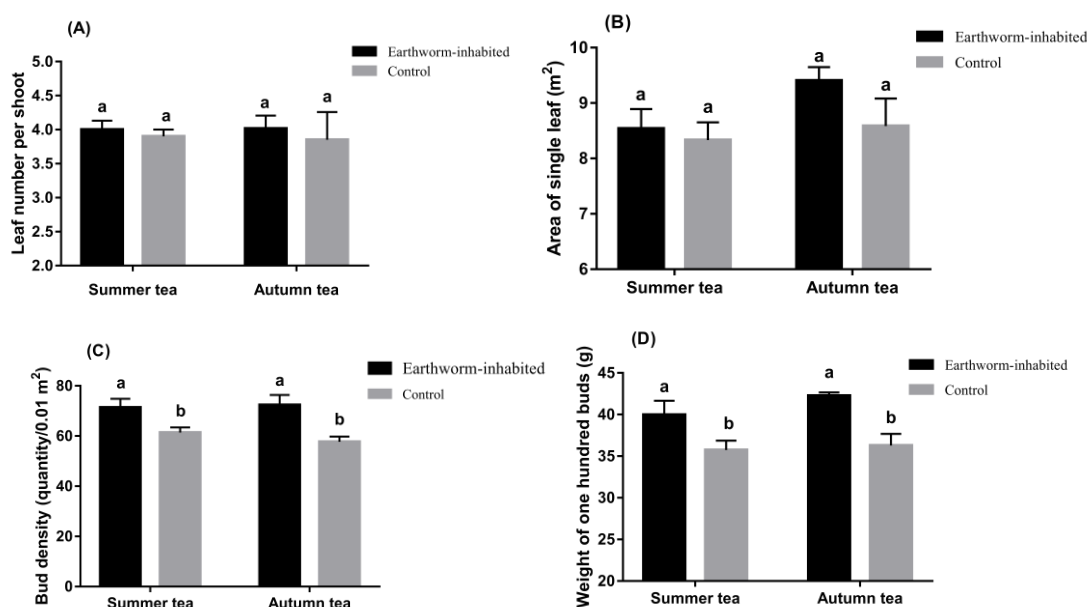 (A)
Earthworm-inhabited
Control
Leaf number per shoot
5.0
4.5
4.0
3.5
3.0
2.5
2.0
a
a
a
a
Summer tea
Autumn tea
(B)
Earthworm-inhabited
Control
Area of single leaf (m²)
10
9
8
7
6
a
a
a
a
Summer tea
Autumn tea
(C)
Earthworm-inhabited
Control
Bud density (quantity/0.01 m²)
80
60
40
20
0
a
b
a
b
Summer tea
Autumn tea
(D)
Earthworm-inhabited
Control
Weight of one hundred buds (g)
45
40
35
30
25
20
a
b
a
b
Summer tea
Autumn tea